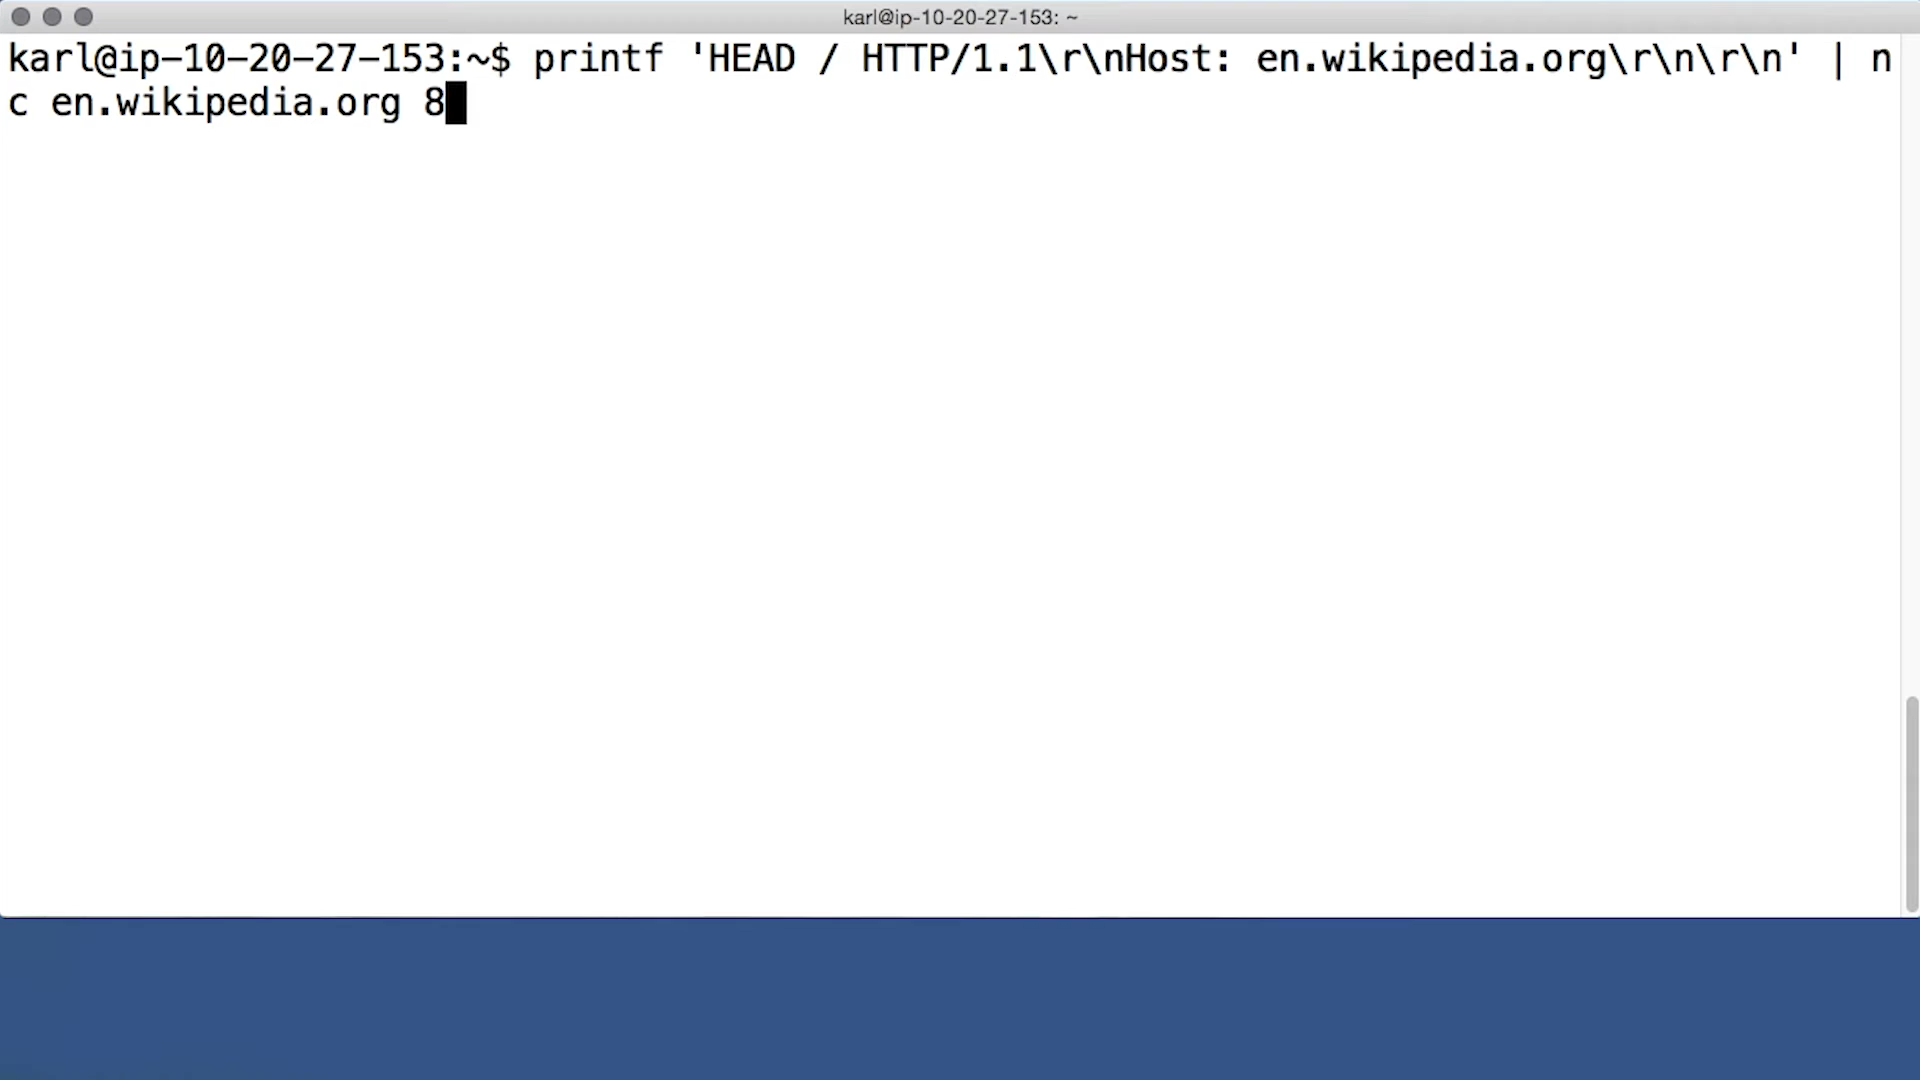 karl@ip-10-20-27-153: ~
karl@ip-10-20-27-153:~$ printf 'HEAD / HTTP/1.1\r\nHost: en.wikipedia.org\r\n\r\n' | n
c en.wikipedia.org 8